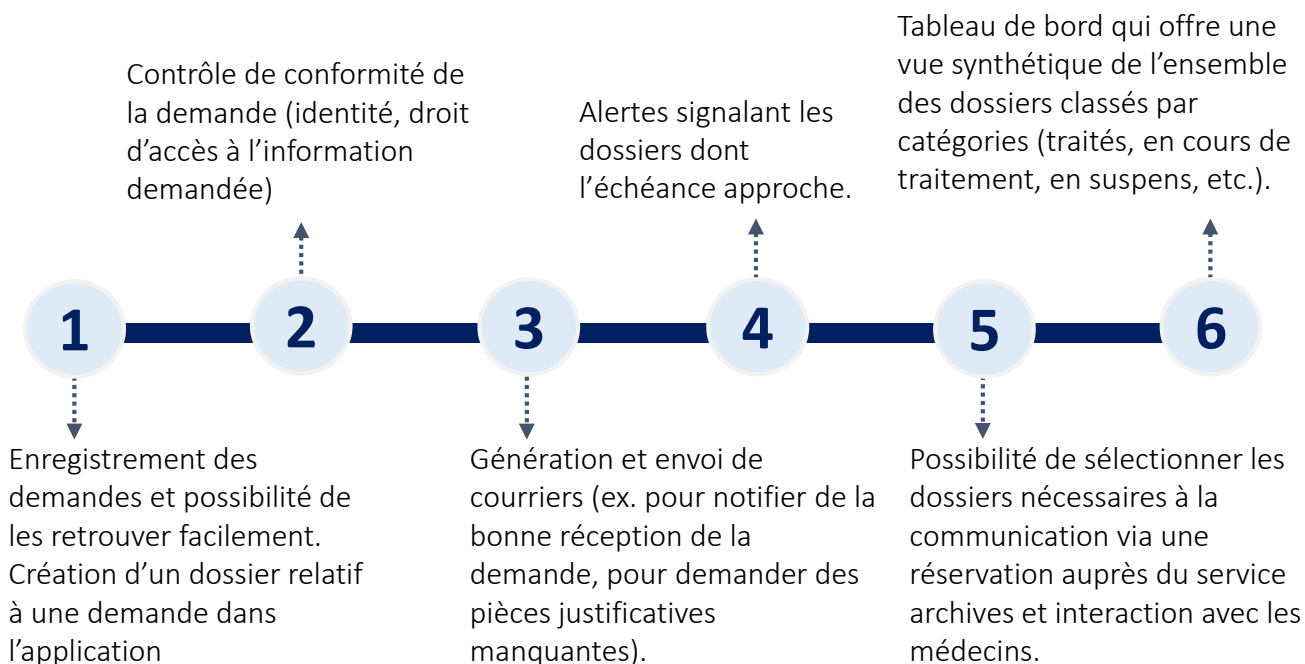 1
Enregistrement des
demandes et possibilité de
les retrouver facilement.
Création d’un dossier relatif
à une demande dans
l’application
2
Contrôle de conformité de
la demande (identité, droit
d’accès à l’information
demandée)
3
Génération et envoi de
courriers (ex. pour notifier de la
bonne réception de la
demande, pour demander des
pièces justificatives
manquantes).
4
Alertes signalant les
dossiers dont
l’échéance approche.
5
Possibilité de sélectionner les
dossiers nécessaires à la
communication via une
réservation auprès du service
archives et interaction avec les
médecins.
6
Tableau de bord qui offre une
vue synthétique de l’ensemble
des dossiers classés par
catégories (traités, en cours de
traitement, en suspens, etc.).